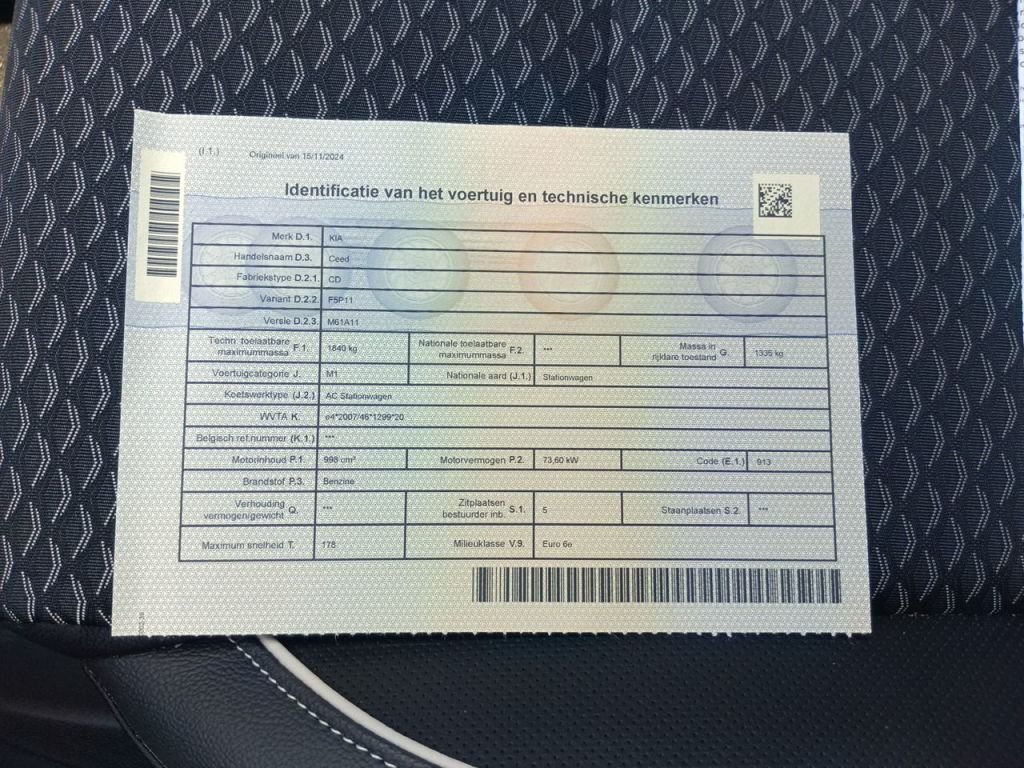 (I.1.) Origineel van 15/11/2024
Identificatie van het voertuig en technische kenmerken
Merk D.1. KIA
Handelsnaam D.3. Ceed
Fabriekstype D.2.1. CD
Variant D.2.2. F5P11
Versie D.2.3. M61A11
Techn. toelaatbare maximummassa F.1. 1840 kg Nationale toelaatbare maximummassa F.2. *** Massa in rijklare toestand G. 1335 kg
Voertuigcategorie J. M1 Nationale aard (J.1.) Stationwagen
Koetswerktype (J.2.) AC Stationwagen
WVTA K. e4*2007/46*1299*20
Belgisch ref.nummer (K.1.) ***
Motorinhoud P.1. 998 cm³ Motorvermogen P.2. 73,60 kW Code (E.1.) 913
Brandstof P.3. Benzine
Verhouding vermogen/gewicht Q. *** Zitplaatsen bestuurder inb. S.1. 5 Staanplaatsen S.2. ***
Maximum snelheid T. 178 Milieuklasse V.9. Euro 6e